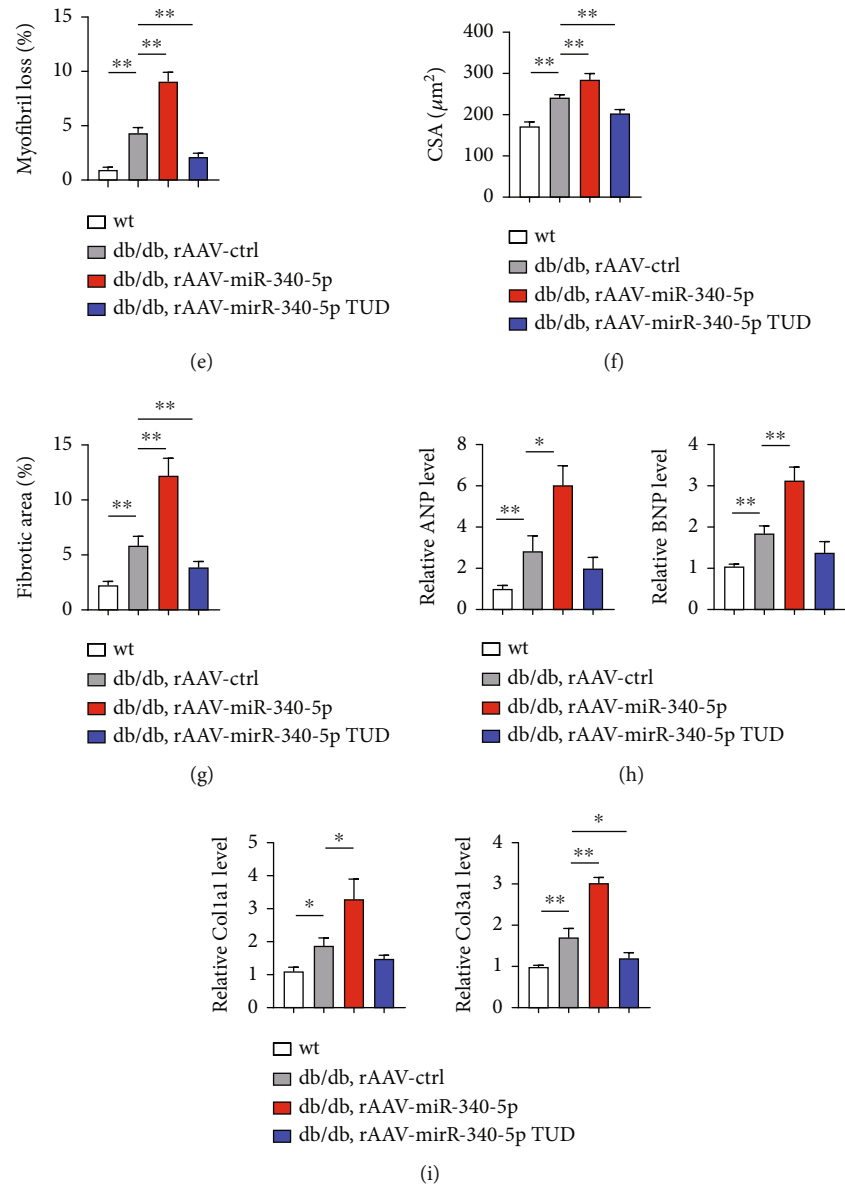 **
**
**
15
10
5
0
Myofibril loss (%)
wt
db/db, rAAV-ctrl
db/db, rAAV-miR-340-5p
db/db, rAAV-mirR-340-5p TUD
(e)
**
**
**
400
300
200
100
0
CSA (μm²)
wt
db/db, rAAV-ctrl
db/db, rAAV-miR-340-5p
db/db, rAAV-mirR-340-5p TUD
(f)
**
**
**
15
10
5
0
Fibrotic area (%)
wt
db/db, rAAV-ctrl
db/db, rAAV-miR-340-5p
db/db, rAAV-mirR-340-5p TUD
(g)
*
**
8
6
4
2
0
Relative ANP level
**
**
4
3
2
1
0
Relative BNP level
wt
db/db, rAAV-ctrl
db/db, rAAV-miR-340-5p
db/db, rAAV-mirR-340-5p TUD
(h)
*
*
5
4
3
2
1
0
Relative Col1a1 level
*
**
**
4
3
2
1
0
Relative Col3a1 level
wt
db/db, rAAV-ctrl
db/db, rAAV-miR-340-5p
db/db, rAAV-mirR-340-5p TUD
(i)